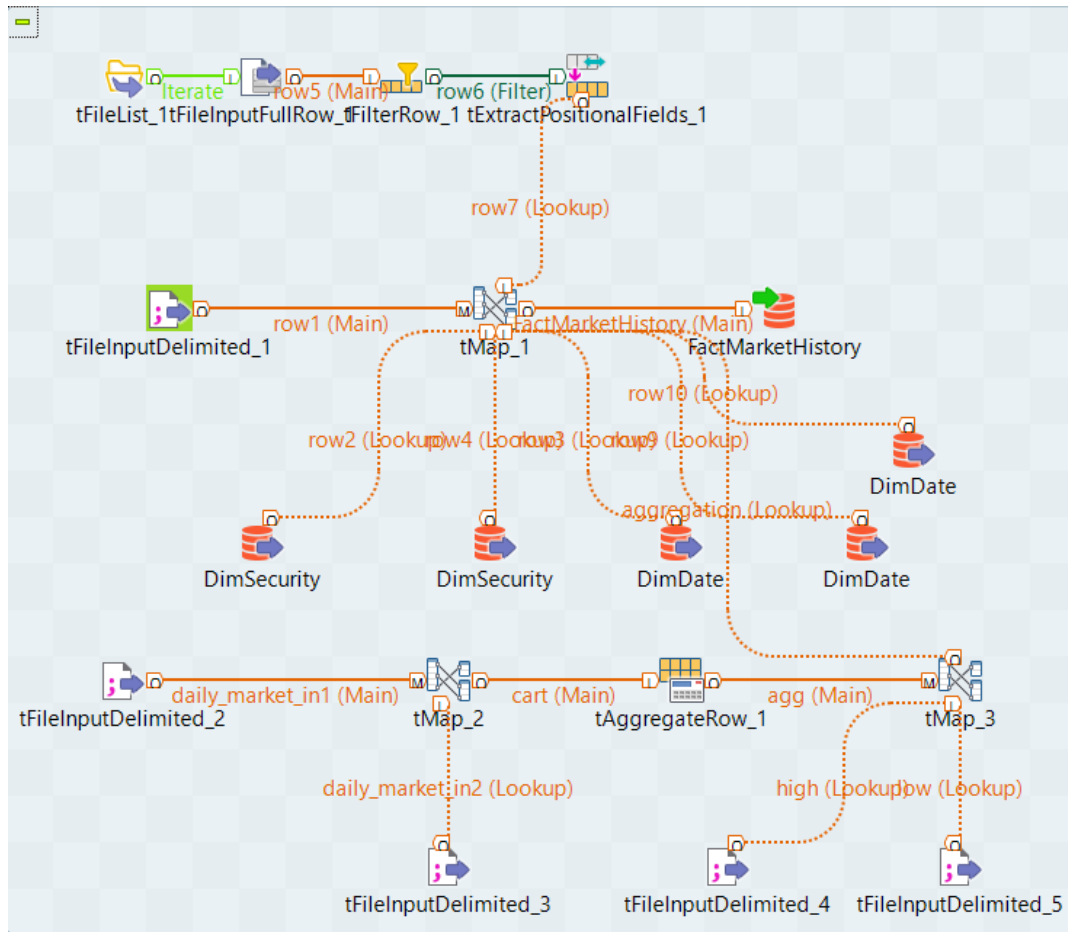 Iterate
row5 (Main)
row6 (Filter)
tFileList_1
tFileInputFullRow_1
tFilterRow_1
tExtractPositionalFields_1
row7 (Lookup)
row1 (Main)
FactMarketHistory (Main)
tFileInputDelimited_1
tMap_1
FactMarketHistory
row10 (Lookup)
row2 (Lookup)
row4 (Lookup)
row3 (Lookup)
row9 (Lookup)
DimDate
aggregation (Lookup)
DimSecurity
DimSecurity
DimDate
DimDate
daily_market_in1 (Main)
cart (Main)
agg (Main)
tFileInputDelimited_2
tMap_2
tAggregateRow_1
tMap_3
daily_market_in2 (Lookup)
high (Lookup)
low (Lookup)
tFileInputDelimited_3
tFileInputDelimited_4
tFileInputDelimited_5